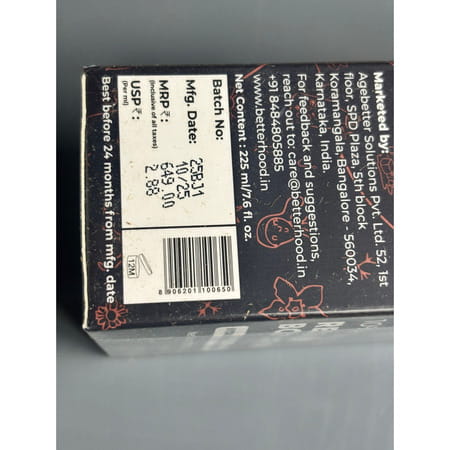 Marketed by:
Agebetter Solutions Pvt. Ltd. 52, 1st
floor, SPD Plaza, 5th block
Koramangala, Bangalore - 560034,
Karnataka, India.
For feedback and suggestions,
reach out to: care@betterhood.in
+91 8484805885
www.betterhood.in
Net Content : 225 ml/7.6 fl. oz.
Batch No: 25BJ1
Mfg. Date: 10/25
MRP ₹: 649.00
(Inclusive of all taxes)
USP ₹: 2.88
(Per ml)
Best before 24 months from mfg. date
12M
8 906201 100650